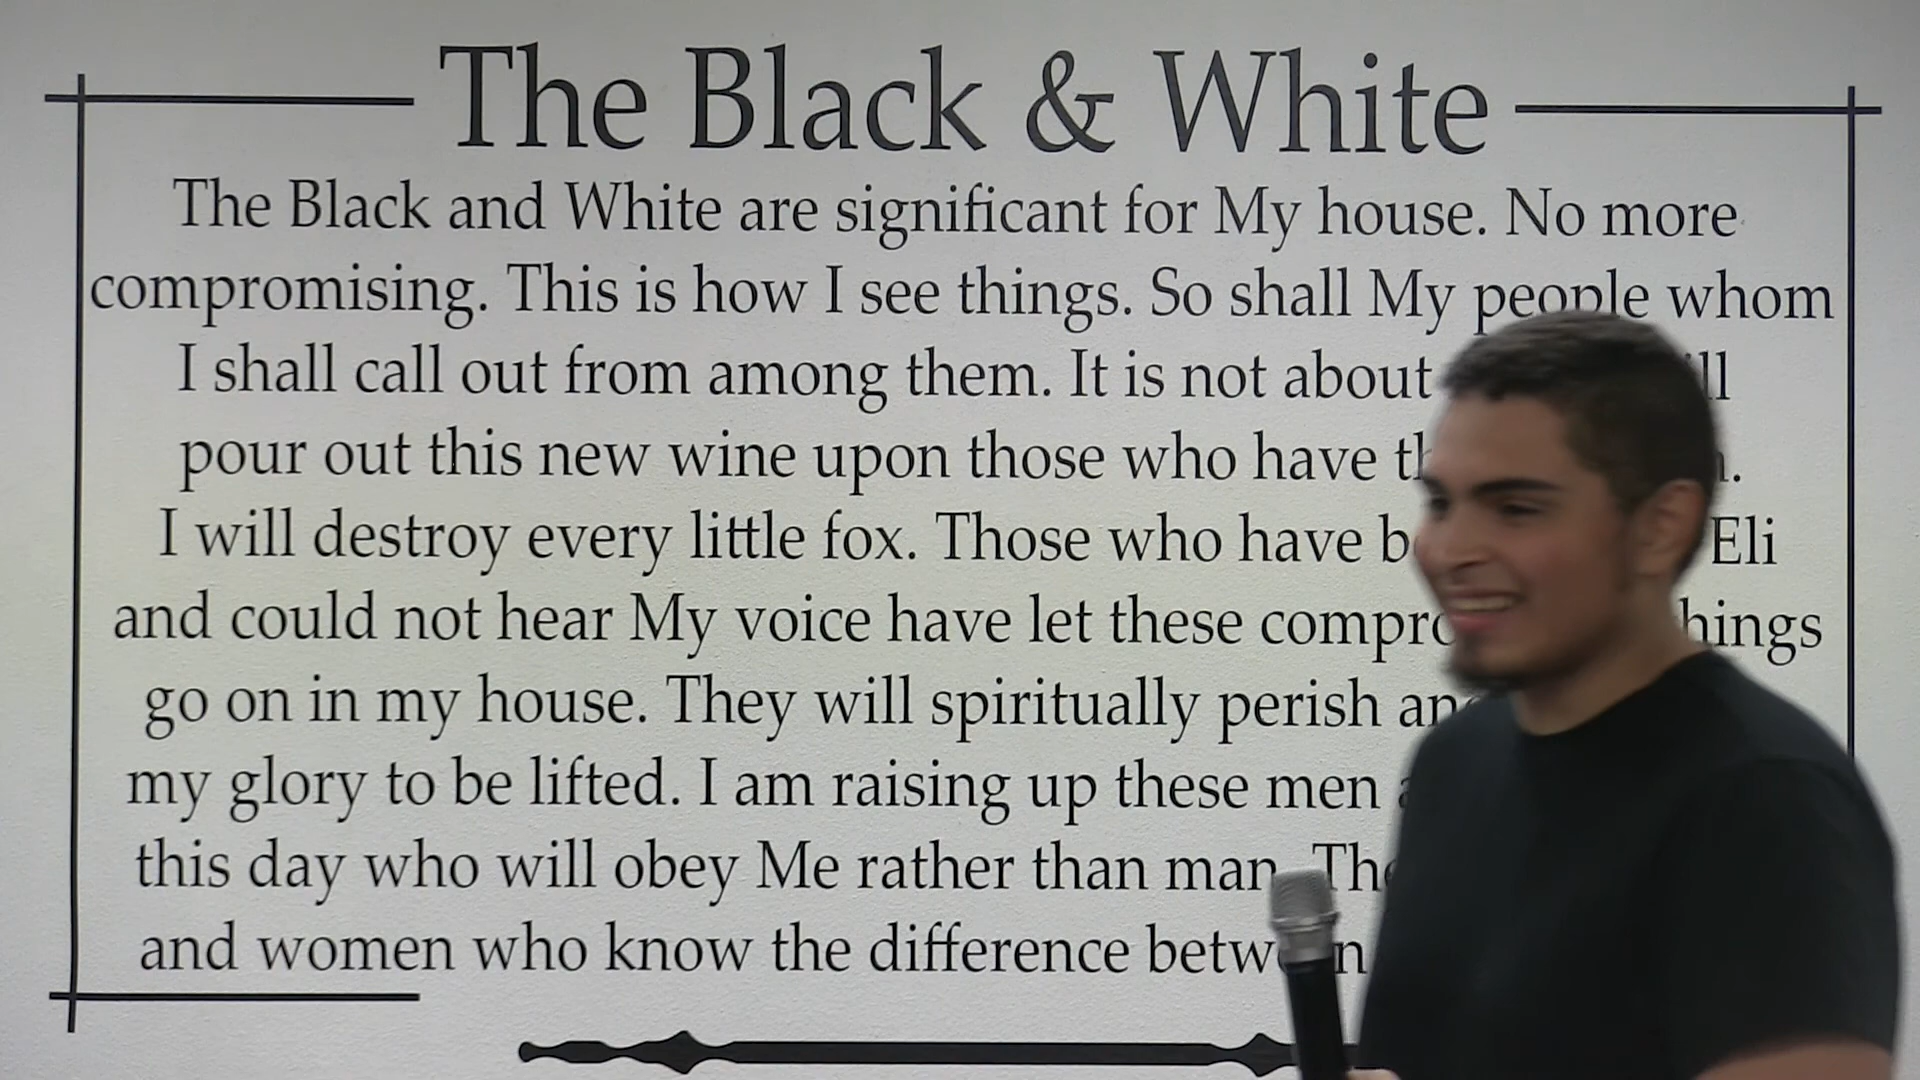 The Black & White
The Black and White are significant for My house. No more
compromising. This is how I see things. So shall My people whom
I shall call out from among them. It is not about
pour out this new wine upon those who have
I will destroy every little fox. Those who have Eli
and could not hear My voice have let these things
go on in my house. They will spiritually perish
my glory to be lifted. I am raising up these men
this day who will obey Me rather than man.
and women who know the difference between